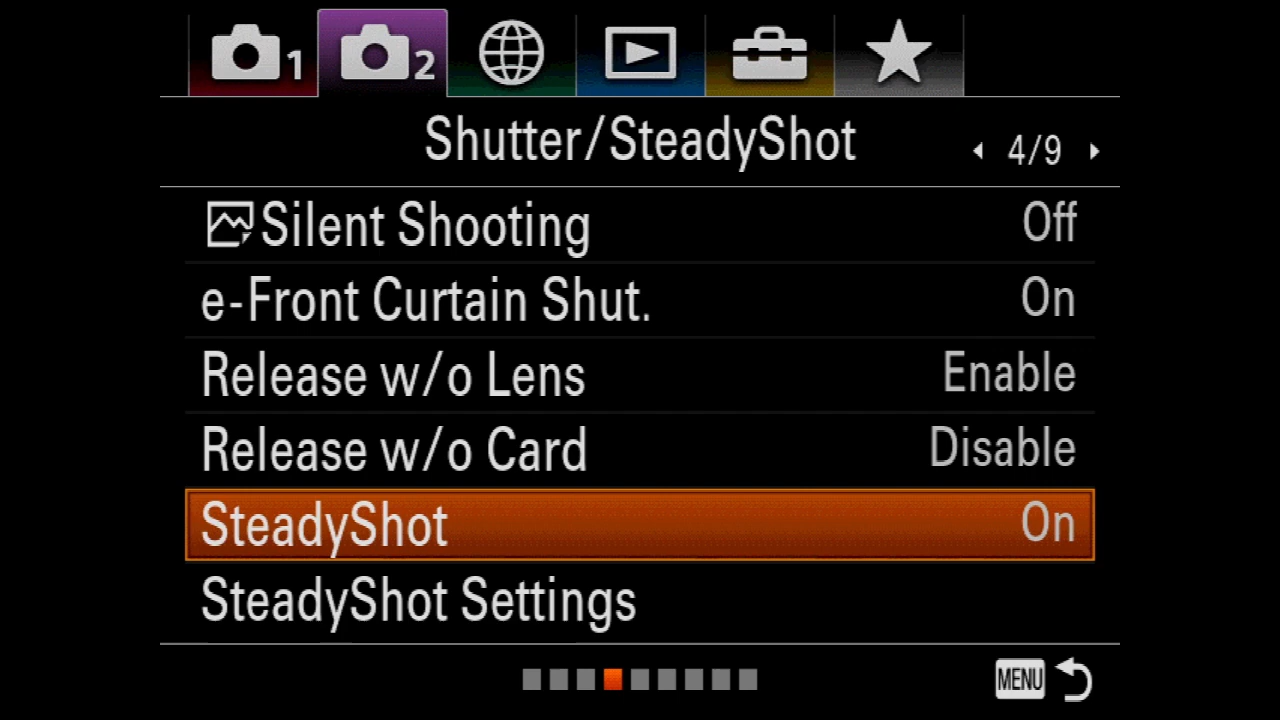 1 2
Shutter/SteadyShot 4/9
Silent Shooting Off
e-Front Curtain Shut. On
Release w/o Lens Enable
Release w/o Card Disable
SteadyShot On
SteadyShot Settings
MENU